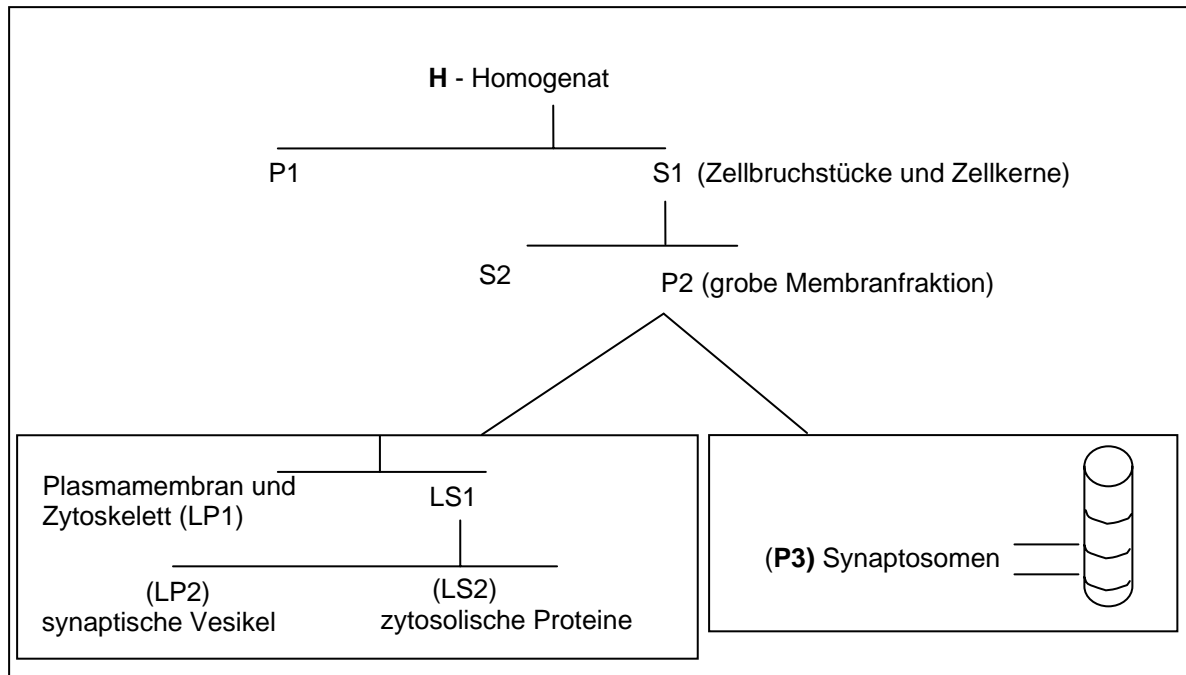 H - Homogenat
P1
S1 (Zellbruchstücke und Zellkerne)
S2
P2 (grobe Membranfraktion)
Plasmamembran und
Zytoskelett (LP1)
LS1
(LP2)
synaptische Vesikel
(LS2)
zytosolische Proteine
(P3) Synaptosomen